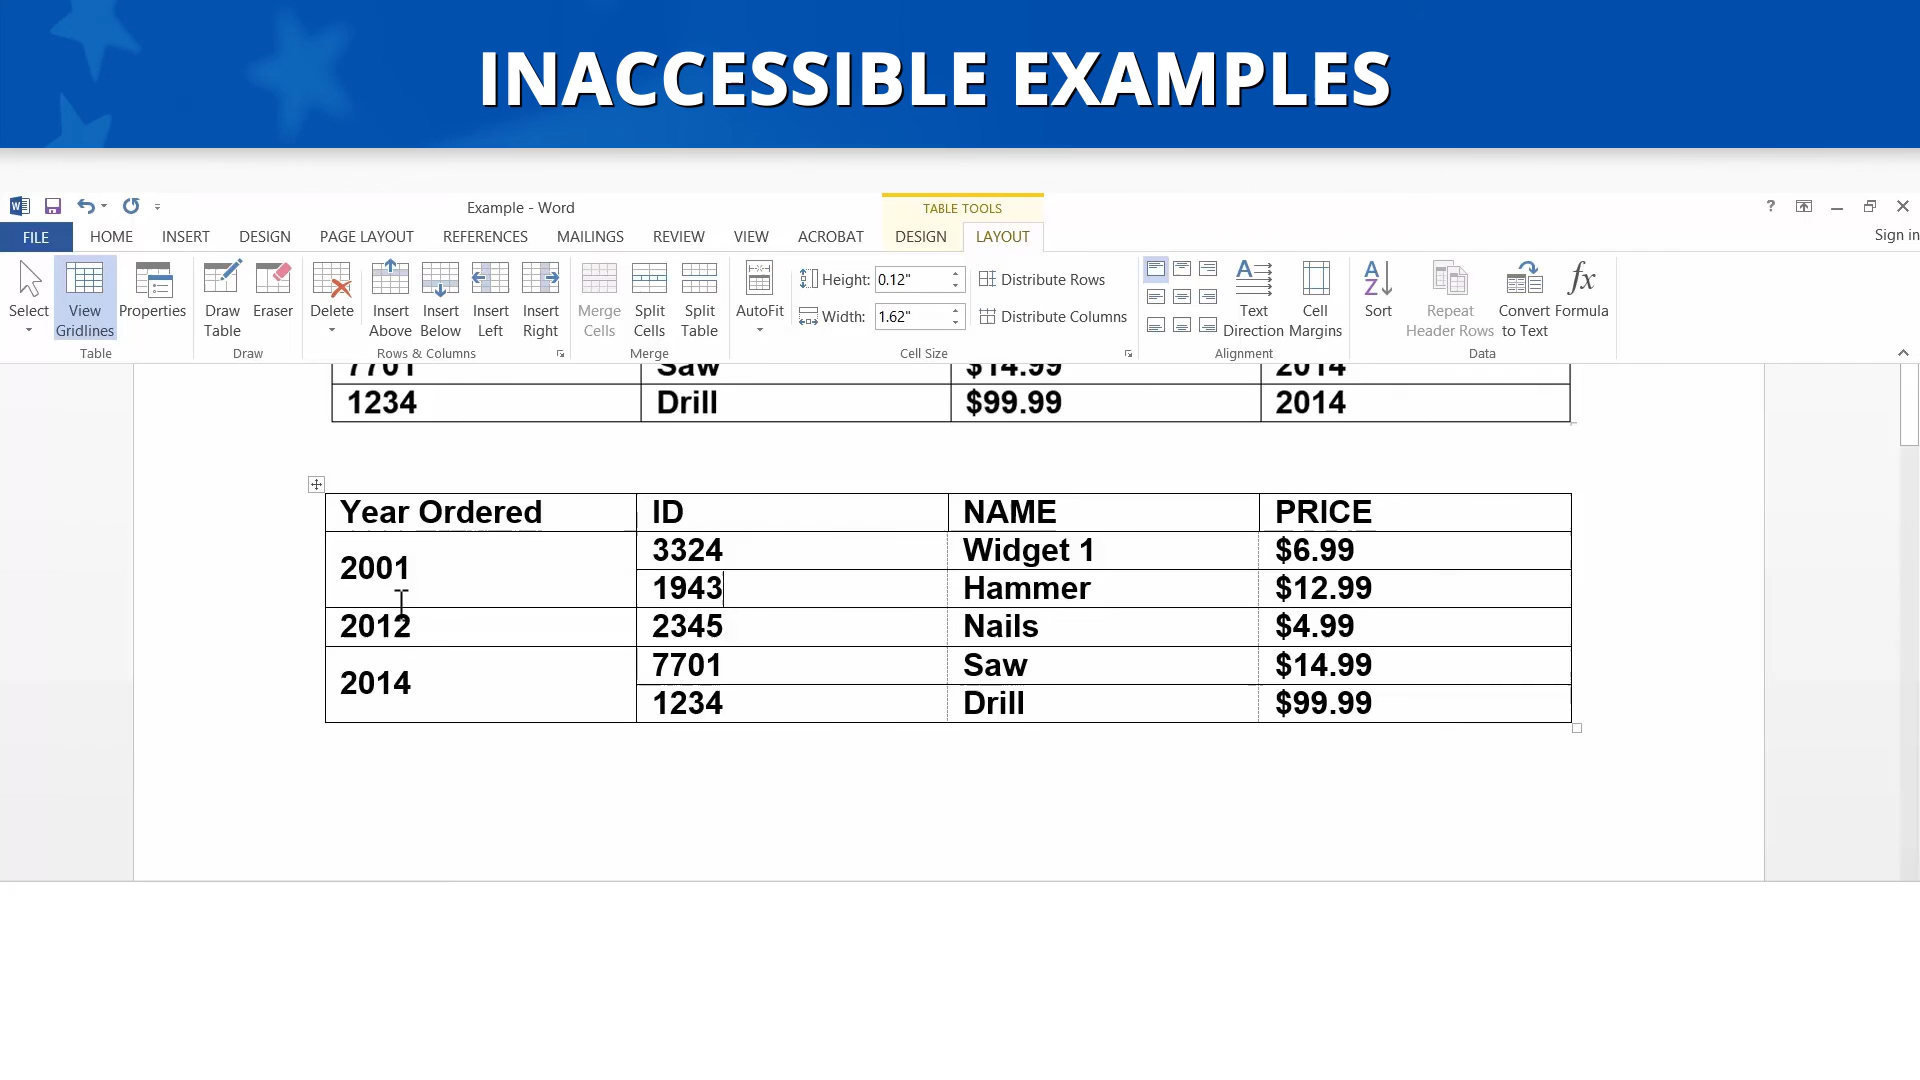 INACCESSIBLE EXAMPLES
Example - Word
TABLE TOOLS
?
Sign in
FILE HOME INSERT DESIGN PAGE LAYOUT REFERENCES MAILINGS REVIEW VIEW ACROBAT DESIGN LAYOUT
Select
View Gridlines
Properties
Table
Draw Table
Eraser
Draw
Delete
Insert Above
Insert Below
Insert Left
Insert Right
Rows & Columns
Merge Cells
Split Cells
Split Table
Merge
AutoFit
Height: 0.12"
Width: 1.62"
Distribute Rows
Distribute Columns
Cell Size
Text Direction
Cell Margins
Alignment
Sort
Repeat Header Rows
Convert to Text
Formula
Data
7701 Saw $14.99 2014
1234 Drill $99.99 2014
Year Ordered ID NAME PRICE
2001 3324 Widget 1 $6.99
1943 Hammer $12.99
2012 2345 Nails $4.99
2014 7701 Saw $14.99
1234 Drill $99.99